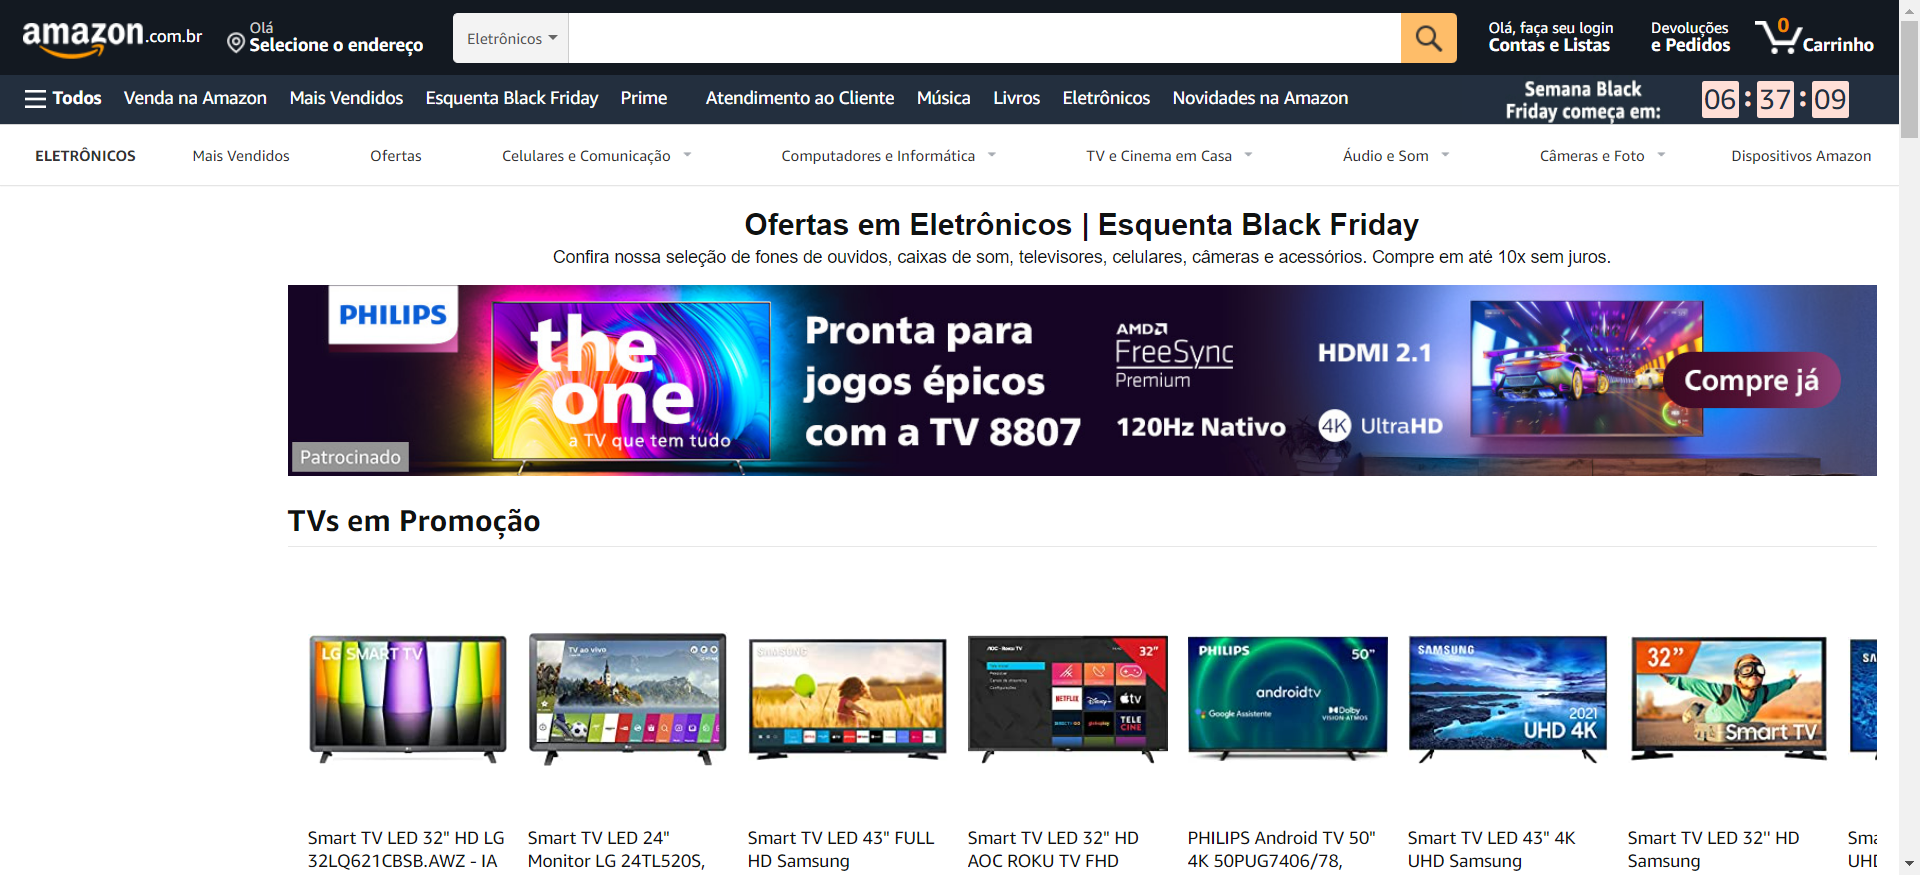 amazon.com.br
Olá
Selecione o endereço
Eletrônicos
Olá, faça seu login
Contas e Listas
Devoluções
e Pedidos
0
Carrinho
Todos
Venda na Amazon
Mais Vendidos
Esquenta Black Friday
Prime
Atendimento ao Cliente
Música
Livros
Eletrônicos
Novidades na Amazon
Semana Black
Friday começa em:
06 : 37 : 09
ELETRÔNICOS
Mais Vendidos
Ofertas
Celulares e Comunicação
Computadores e Informática
TV e Cinema em Casa
Áudio e Som
Câmeras e Foto
Dispositivos Amazon
Ofertas em Eletrônicos | Esquenta Black Friday
Confira nossa seleção de fones de ouvidos, caixas de som, televisores, celulares, câmeras e acessórios. Compre em até 10x sem juros.
PHILIPS
the
one
a TV que tem tudo
Patrocinado
Pronta para
jogos épicos
com a TV 8807
AMD
FreeSync
Premium
HDMI 2.1
120Hz Nativo
4K UltraHD
Compre já
TVs em Promoção
LG SMART TV
TV ao vivo
SAMSUNG
AOC - Roku TV
32"
NETFLIX
Disney+
tv
globoplay
TELE
CINE
PHILIPS
50"
androidtv
Google Assistente
Dolby
VISION·ATMOS
SAMSUNG
2021
UHD 4K
32"
Smart TV
SA
Smart TV LED 32" HD LG
32LQ621CBSB.AWZ - IA
Smart TV LED 24"
Monitor LG 24TL520S,
Smart TV LED 43" FULL
HD Samsung
Smart TV LED 32" HD
AOC ROKU TV FHD
PHILIPS Android TV 50"
4K 50PUG7406/78,
Smart TV LED 43" 4K
UHD Samsung
Smart TV LED 32'' HD
Samsung
Sma
UHD